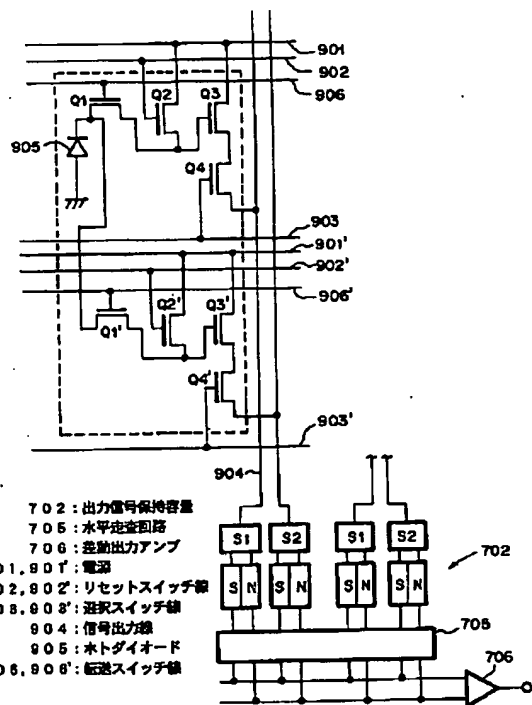 901
902
906
Q1
Q2
Q3
905
Q4
903
901'
902'
906'
Q1'
Q2'
Q3'
Q4'
903'
904
702:出力信号保持容量
705:水平走査回路
706:差動出力アンプ
01,901':電源
02,902':リセットスイッチ線
03,903':選択スイッチ線
904:信号出力線
905:ホトダイオード
06,906':転送スイッチ線
S1 S2 S1 S2
S N S N S N S N
702
705
706